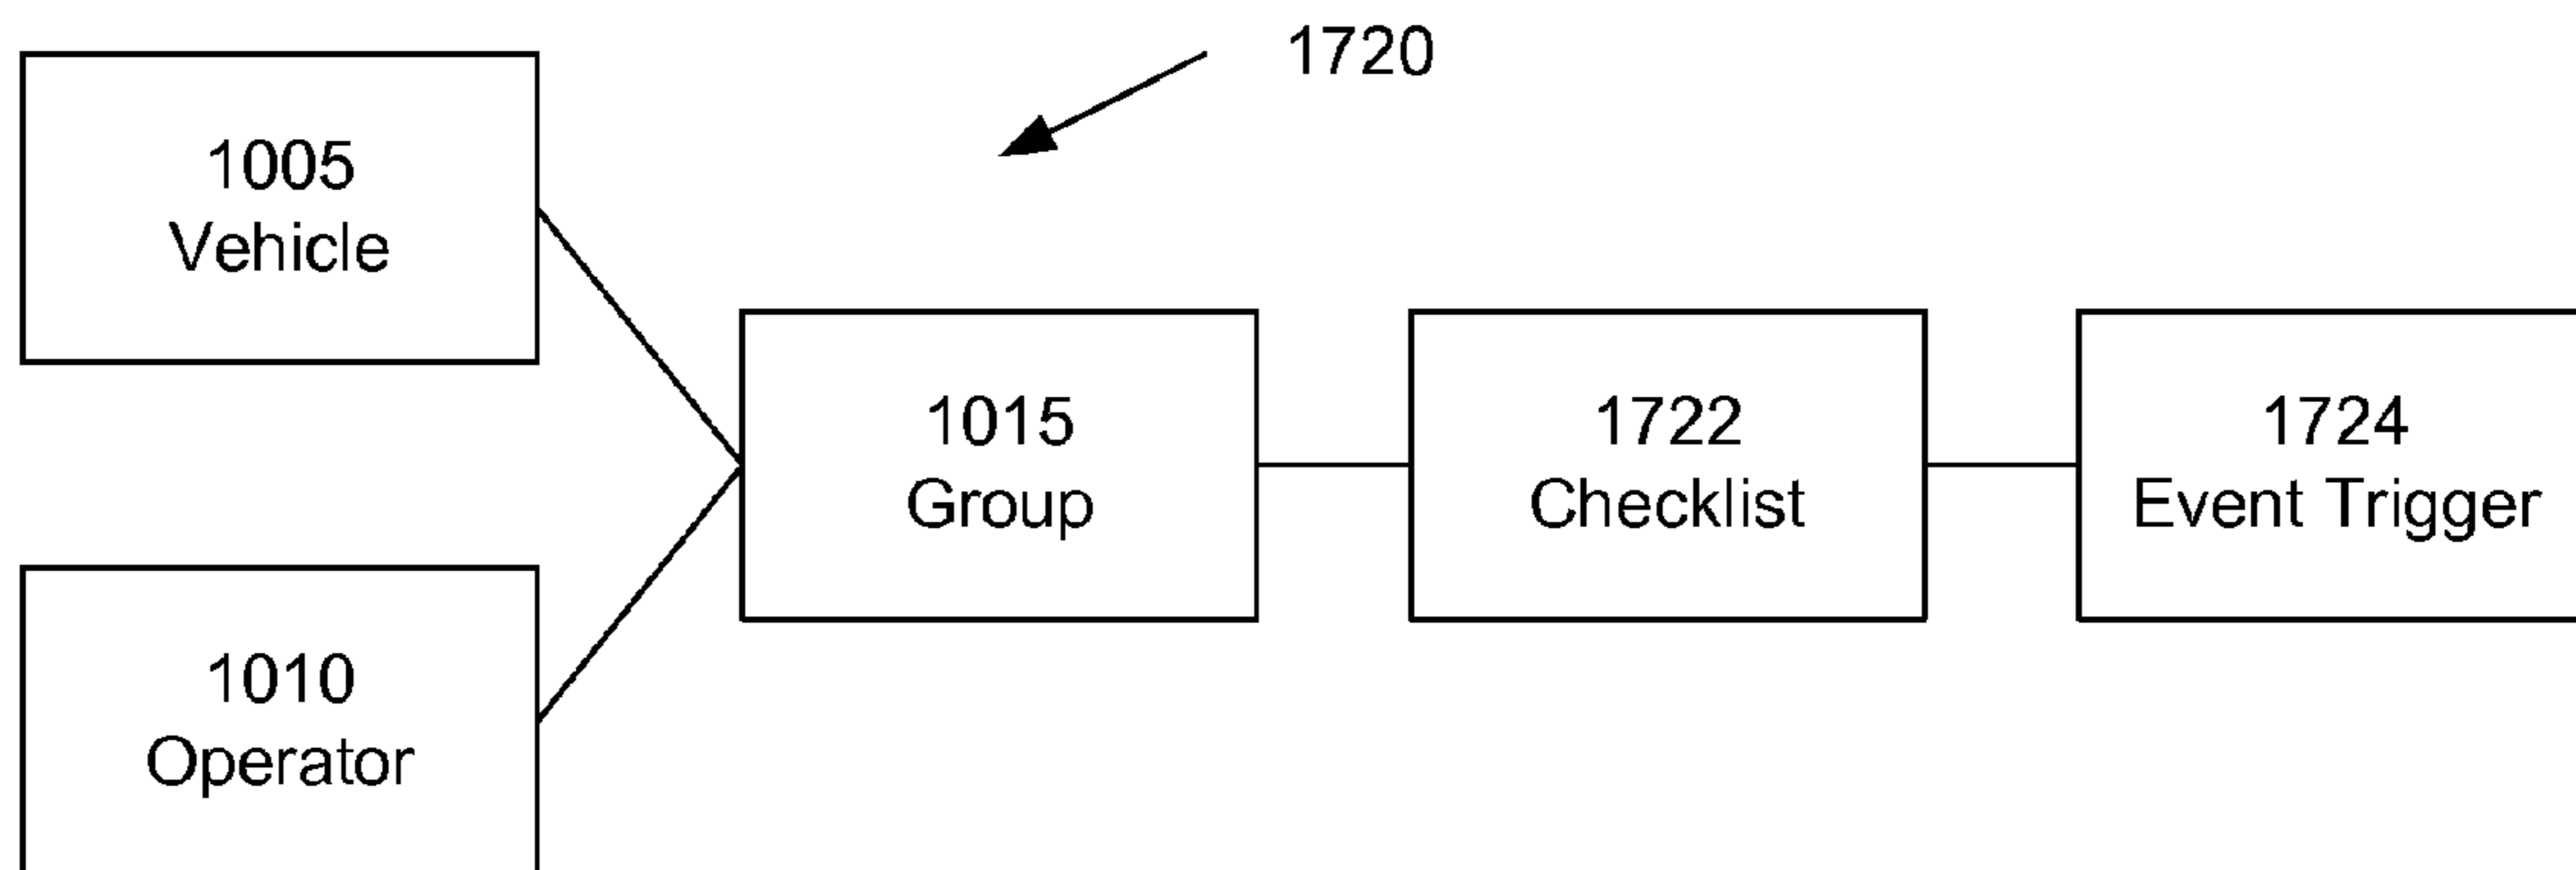 1720
1005
Vehicle
1015
Group
1722
Checklist
1724
Event Trigger
1010
Operator